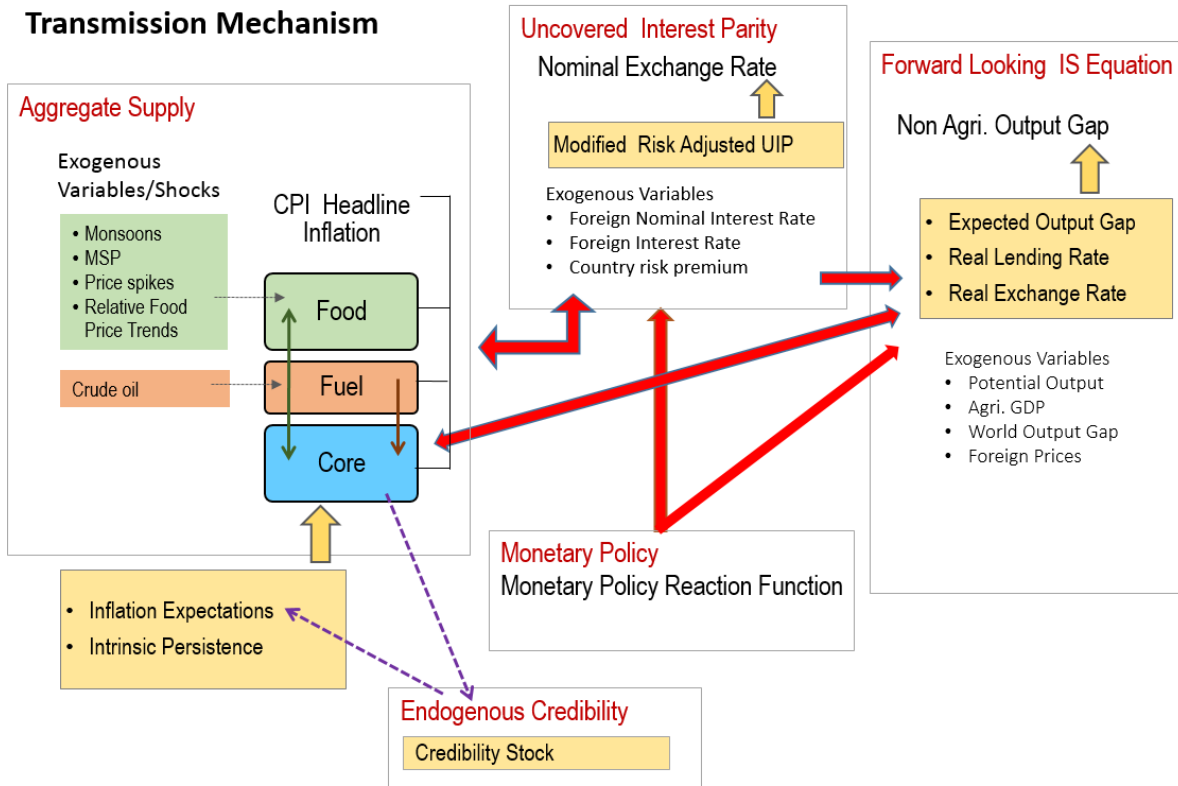 Transmission Mechanism
Aggregate Supply
Exogenous
Variables/Shocks
• Monsoons
• MSP
• Price spikes
• Relative Food
Price Trends
Crude oil
CPI Headline
Inflation
Food
Fuel
Core
• Inflation Expectations
• Intrinsic Persistence
Uncovered Interest Parity
Nominal Exchange Rate
Modified Risk Adjusted UIP
Exogenous Variables
• Foreign Nominal Interest Rate
• Foreign Interest Rate
• Country risk premium
Forward Looking IS Equation
Non Agri. Output Gap
• Expected Output Gap
• Real Lending Rate
• Real Exchange Rate
Exogenous Variables
• Potential Output
• Agri. GDP
• World Output Gap
• Foreign Prices
Monetary Policy
Monetary Policy Reaction Function
Endogenous Credibility
Credibility Stock